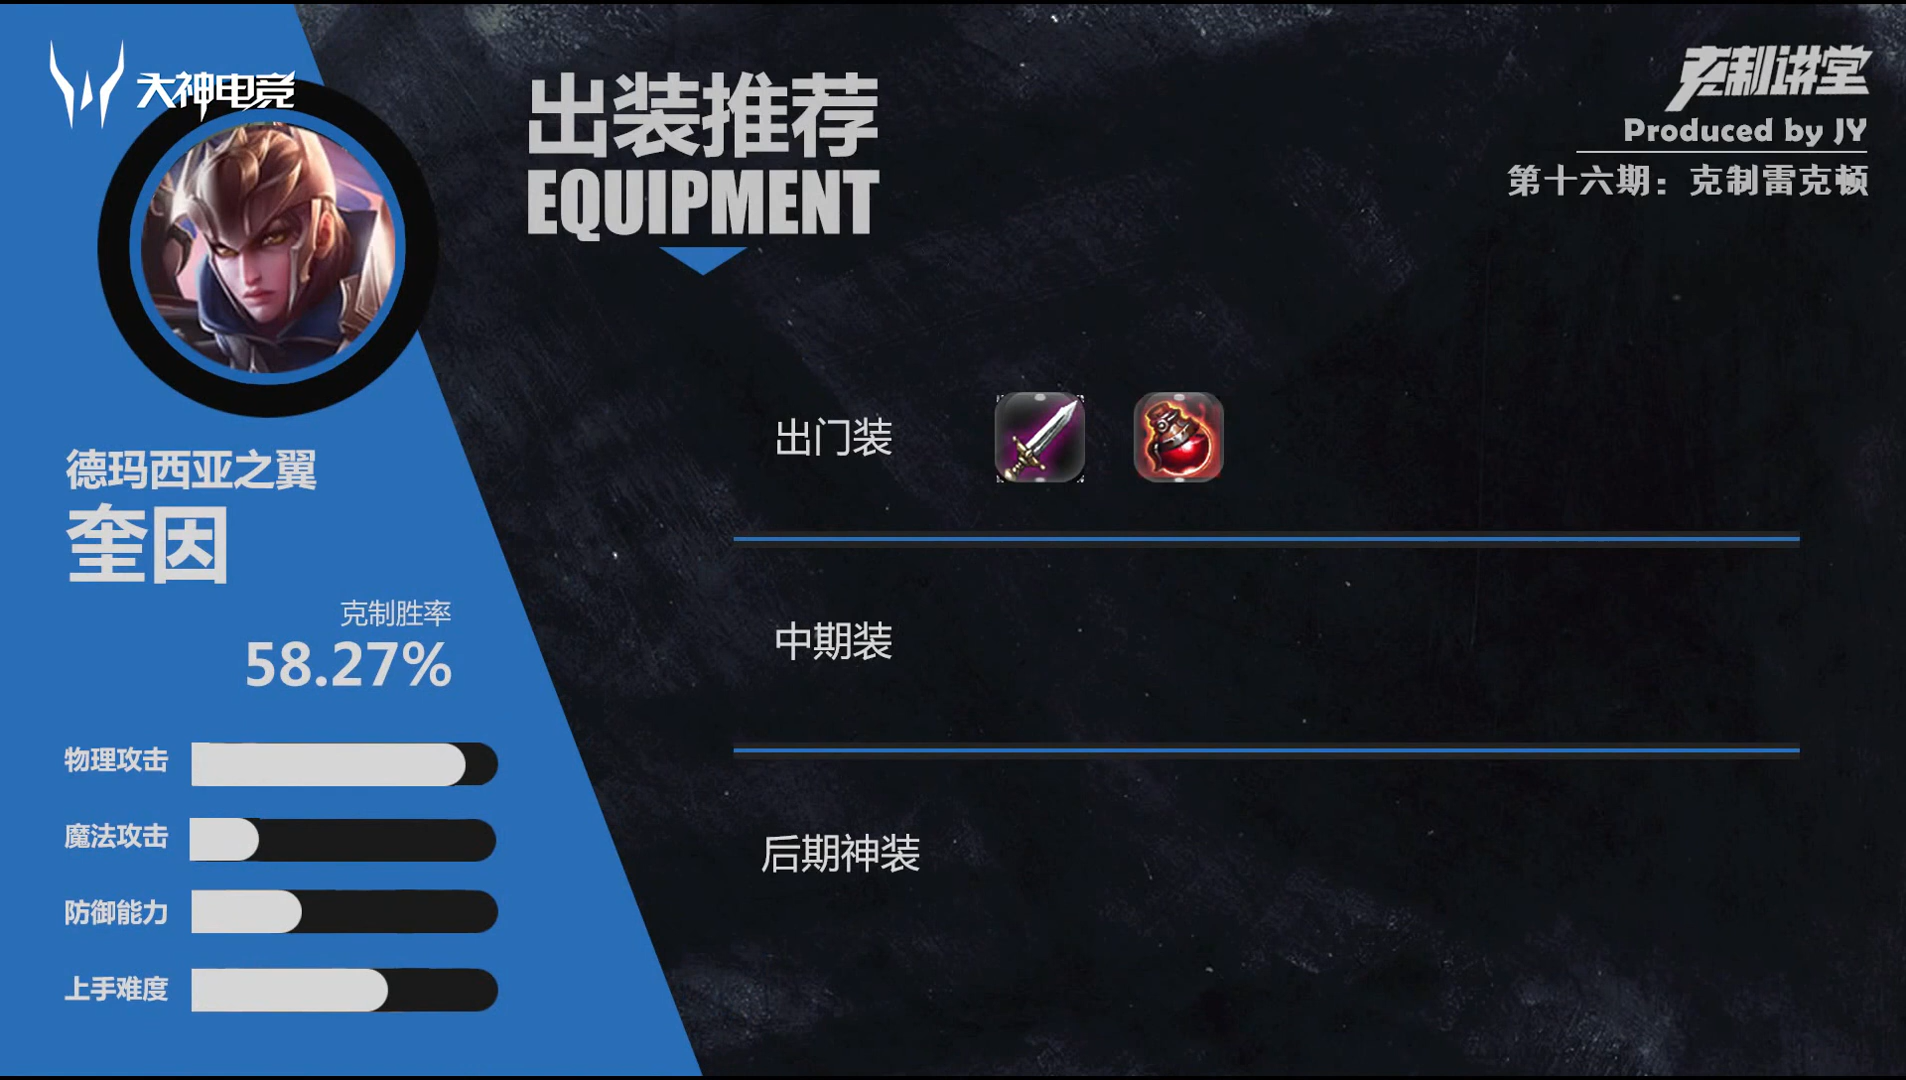 大神电竞
出装推荐
EQUIPMENT
克制讲堂
Produced by JY
第十六期：克制雷克顿
德玛西亚之翼
奎因
克制胜率
58.27%
物理攻击
魔法攻击
防御能力
上手难度
出门装
中期装
后期神装